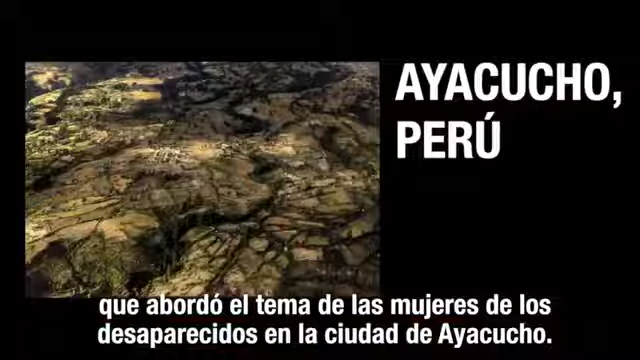 AYACUCHO,
PERÚ
que abordó el tema de las mujeres de los
desaparecidos en la ciudad de Ayacucho.